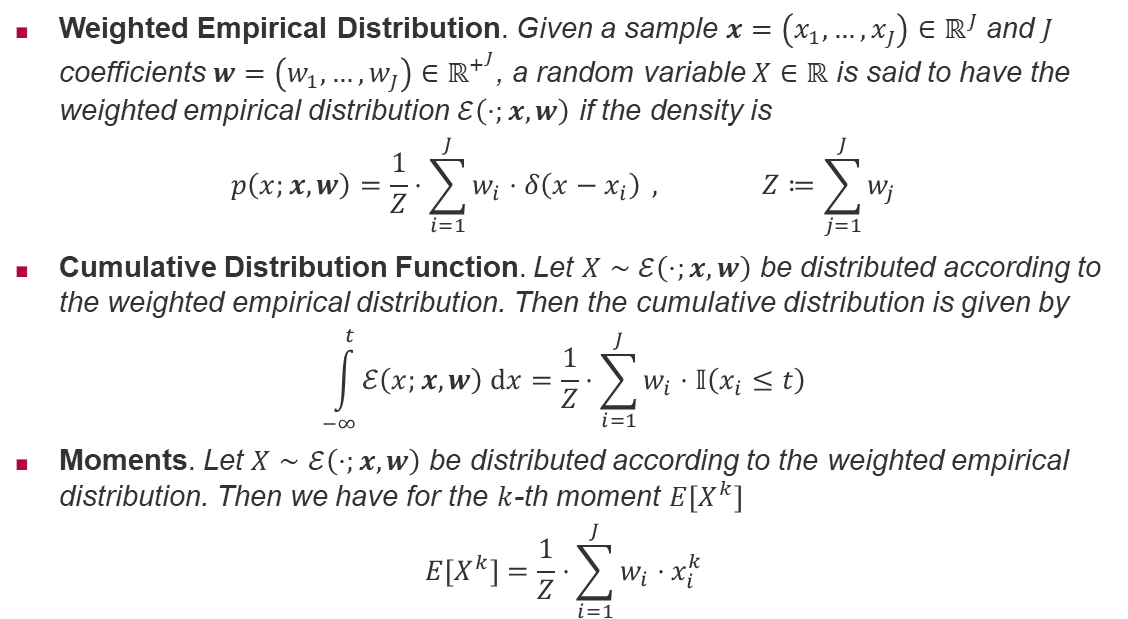 ▪ Weighted Empirical Distribution. Given a sample 𝒙 = (x₁, … , x_J) ∈ ℝᴶ and J
coefficients 𝒘 = (w₁, … , w_J) ∈ ℝ⁺ᴶ, a random variable X ∈ ℝ is said to have the
weighted empirical distribution ℰ(·; 𝒙, 𝒘) if the density is
p(x; 𝒙, 𝒘) = 1/Z · ∑_{i=1}^{J} w_i · δ(x − x_i) , Z ≔ ∑_{j=1}^{J} w_j
▪ Cumulative Distribution Function. Let X ~ ℰ(·; 𝒙, 𝒘) be distributed according to
the weighted empirical distribution. Then the cumulative distribution is given by
∫_{−∞}^{t} ℰ(x; 𝒙, 𝒘) dx = 1/Z · ∑_{i=1}^{J} w_i · 𝕀(x_i ≤ t)
▪ Moments. Let X ~ ℰ(·; 𝒙, 𝒘) be distributed according to the weighted empirical
distribution. Then we have for the k-th moment E[Xᵏ]
E[Xᵏ] = 1/Z · ∑_{i=1}^{J} w_i · x_i^k